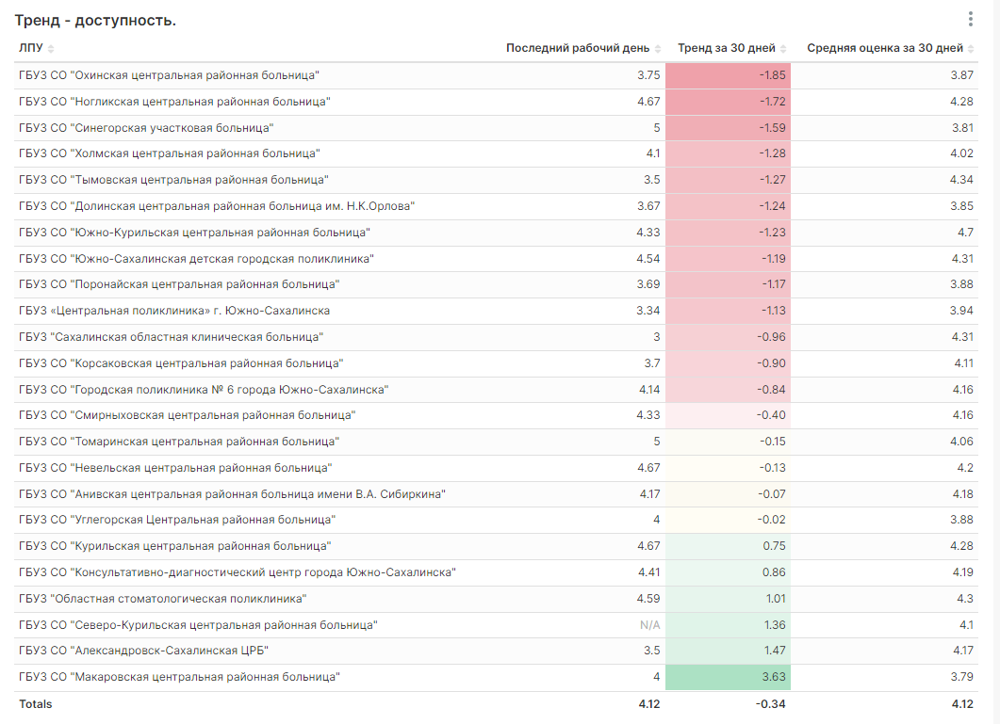 Тренд - доступность.
ЛПУ Последний рабочий день Тренд за 30 дней Средняя оценка за 30 дней
ГБУЗ СО "Охинская центральная районная больница" 3.75 -1.85 3.87
ГБУЗ СО "Ногликская центральная районная больница" 4.67 -1.72 4.28
ГБУЗ СО "Синегорская участковая больница" 5 -1.59 3.81
ГБУЗ СО "Холмская центральная районная больница" 4.1 -1.28 4.02
ГБУЗ СО "Тымовская центральная районная больница" 3.5 -1.27 4.34
ГБУЗ СО "Долинская центральная районная больница им. Н.К.Орлова" 3.67 -1.24 3.85
ГБУЗ СО "Южно-Курильская центральная районная больница" 4.33 -1.23 4.7
ГБУЗ СО "Южно-Сахалинская детская городская поликлиника" 4.54 -1.19 4.31
ГБУЗ СО "Поронайская центральная районная больница" 3.69 -1.17 3.88
ГБУЗ «Центральная поликлиника» г. Южно-Сахалинска 3.34 -1.13 3.94
ГБУЗ "Сахалинская областная клиническая больница" 3 -0.96 4.31
ГБУЗ СО "Корсаковская центральная районная больница" 3.7 -0.90 4.11
ГБУЗ СО "Городская поликлиника № 6 города Южно-Сахалинска" 4.14 -0.84 4.16
ГБУЗ СО "Смирныховская центральная районная больница" 4.33 -0.40 4.16
ГБУЗ СО "Томаринская центральная районная больница" 5 -0.15 4.06
ГБУЗ СО "Невельская центральная районная больница" 4.67 -0.13 4.2
ГБУЗ СО "Анивская центральная районная больница имени В.А. Сибиркина" 4.17 -0.07 4.18
ГБУЗ СО "Углегорская Центральная районная больница" 4 -0.02 3.88
ГБУЗ СО "Курильская центральная районная больница" 4.67 0.75 4.28
ГБУЗ СО "Консультативно-диагностический центр города Южно-Сахалинска" 4.41 0.86 4.19
ГБУЗ "Областная стоматологическая поликлиника" 4.59 1.01 4.3
ГБУЗ СО "Северо-Курильская центральная районная больница" N/A 1.36 4.1
ГБУЗ СО "Александровск-Сахалинская ЦРБ" 3.5 1.47 4.17
ГБУЗ СО "Макаровская центральная районная больница" 4 3.63 3.79
Totals 4.12 -0.34 4.12